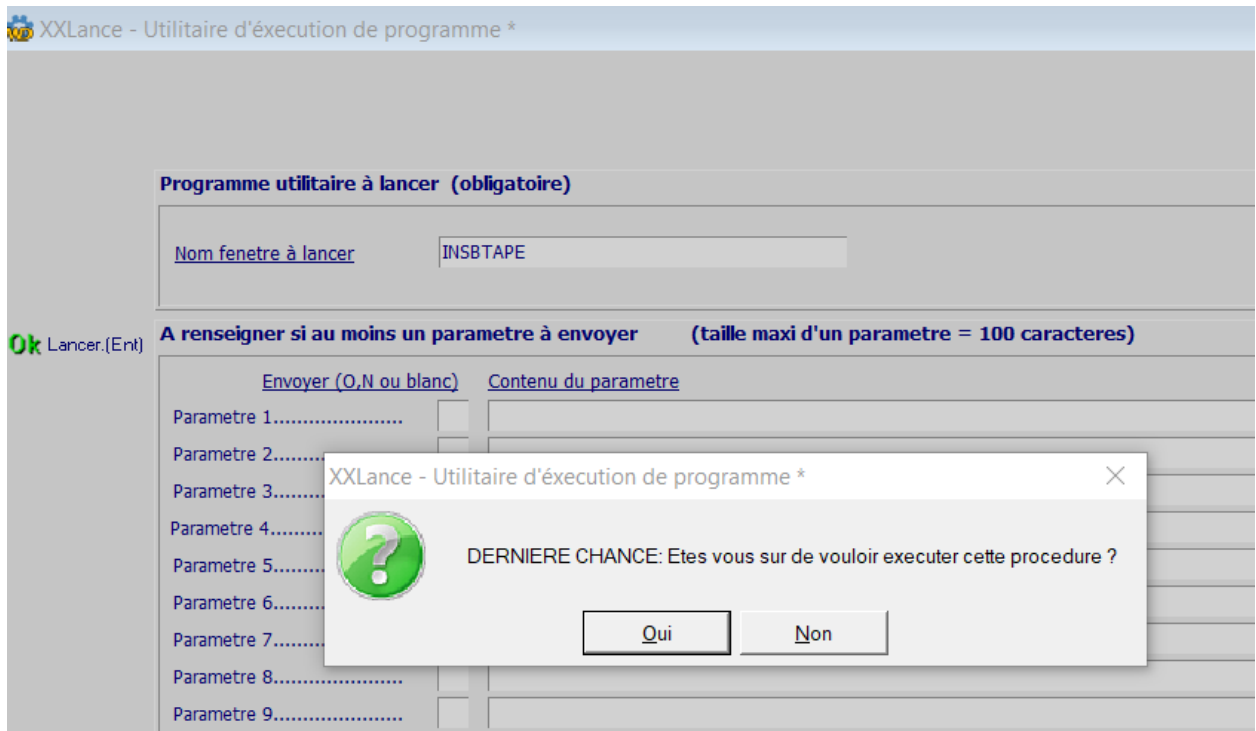 XXLance - Utilitaire d'éxecution de programme *
Programme utilitaire à lancer (obligatoire)
Nom fenetre à lancer INSBTAPE
Ok Lancer.(Ent)
A renseigner si au moins un parametre à envoyer (taille maxi d'un parametre = 100 caracteres)
Envoyer (O,N ou blanc) Contenu du parametre
Parametre 1......................
Parametre 2.........
Parametre 3.........
Parametre 4.........
Parametre 5.........
Parametre 6.........
Parametre 7.........
Parametre 8......................
Parametre 9......................
XXLance - Utilitaire d'éxecution de programme *
DERNIERE CHANCE: Etes vous sur de vouloir executer cette procedure ?
Oui Non